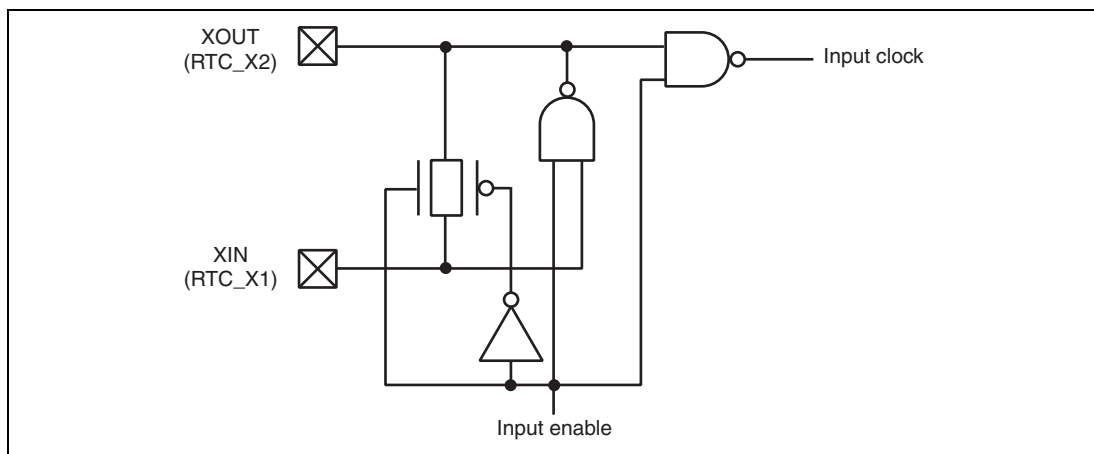 XOUT
(RTC_X2)
Input clock
XIN
(RTC_X1)
Input enable